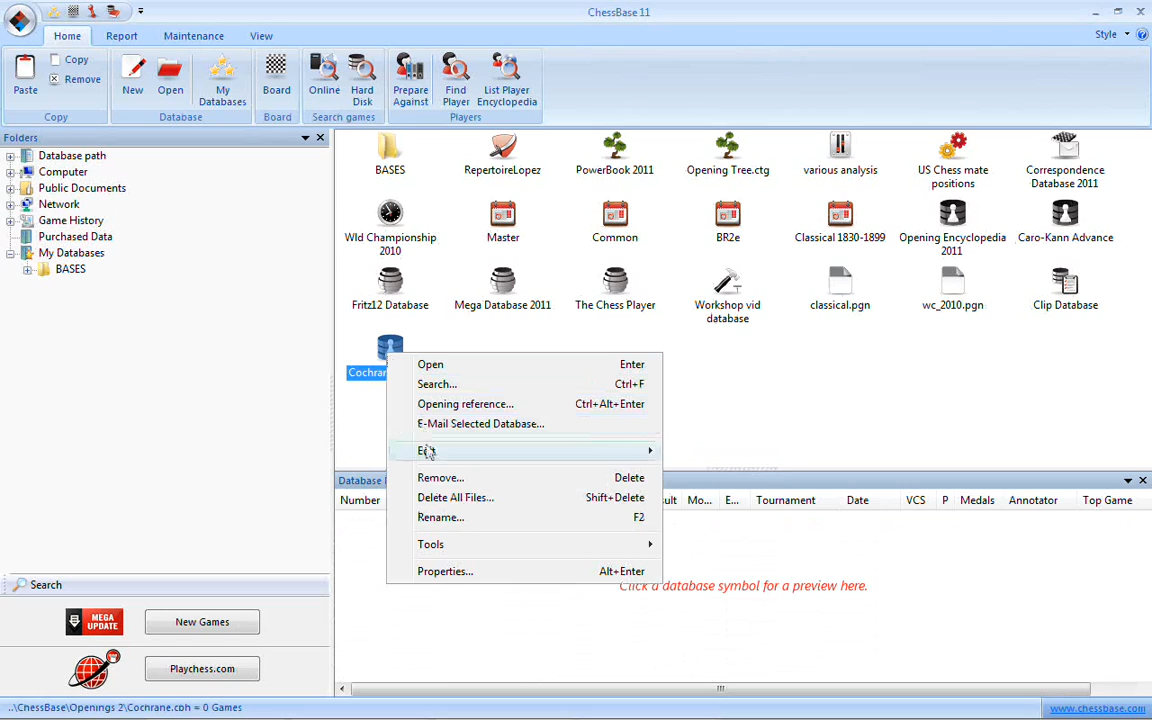 ChessBase 11
Home Report Maintenance View
Style
Paste
Copy
Remove
Copy
New Open My Databases
Database
Board
Board
Online Hard Disk
Search games
Prepare Against Find Player List Player Encyclopedia
Players
Folders
Database path
Computer
Public Documents
Network
Game History
Purchased Data
My Databases
BASES
Search
MEGA UPDATE
New Games
Playchess.com
BASES RepertoireLopez PowerBook 2011 Opening Tree.ctg various analysis US Chess mate positions Correspondence Database 2011
Wld Championship 2010 Master Common BR2e Classical 1830-1899 Opening Encyclopedia 2011 Caro-Kann Advance
Fritz12 Database Mega Database 2011 The Chess Player Workshop vid database classical.pgn wc_2010.pgn Clip Database
Open Enter
Search... Ctrl+F
Opening reference... Ctrl+Alt+Enter
E-Mail Selected Database...
Remove... Delete
Delete All Files... Shift+Delete
Rename... F2
Tools
Properties... Alt+Enter
Database
Number Mo... E... Tournament Date VCS P Medals Annotator Top Game
Click a database symbol for a preview here.
..\ChessBase\Openings 2\Cochrane.cbh = 0 Games
www.chessbase.com